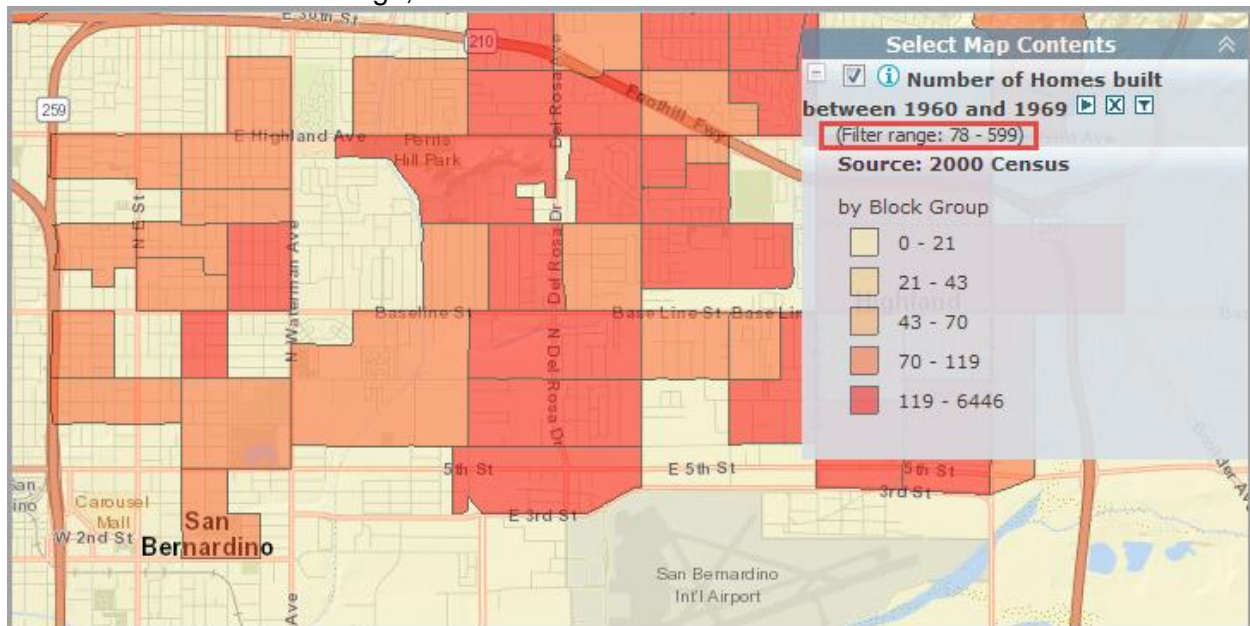 E 30th St
210
Select Map Contents
Number of Homes built
between 1960 and 1969
(Filter range: 78 - 599)
Source: 2000 Census
by Block Group
0 - 21
21 - 43
43 - 70
70 - 119
119 - 6446
259
E Highland Ave
Perris
Hill Park
Del Rosa Ave
Foothill Fwy
N E St
N Waterman Ave
Del Rosa Dr
Baseline St
Base Line St
Base Lin
Highland
N Del Rosa Dr
5th St
E 5th St
5th St
3rd St
E 3rd St
Carousel
Mall
W 2nd St
San
Bernardino
San Bernardino
Int'l Airport
Ave